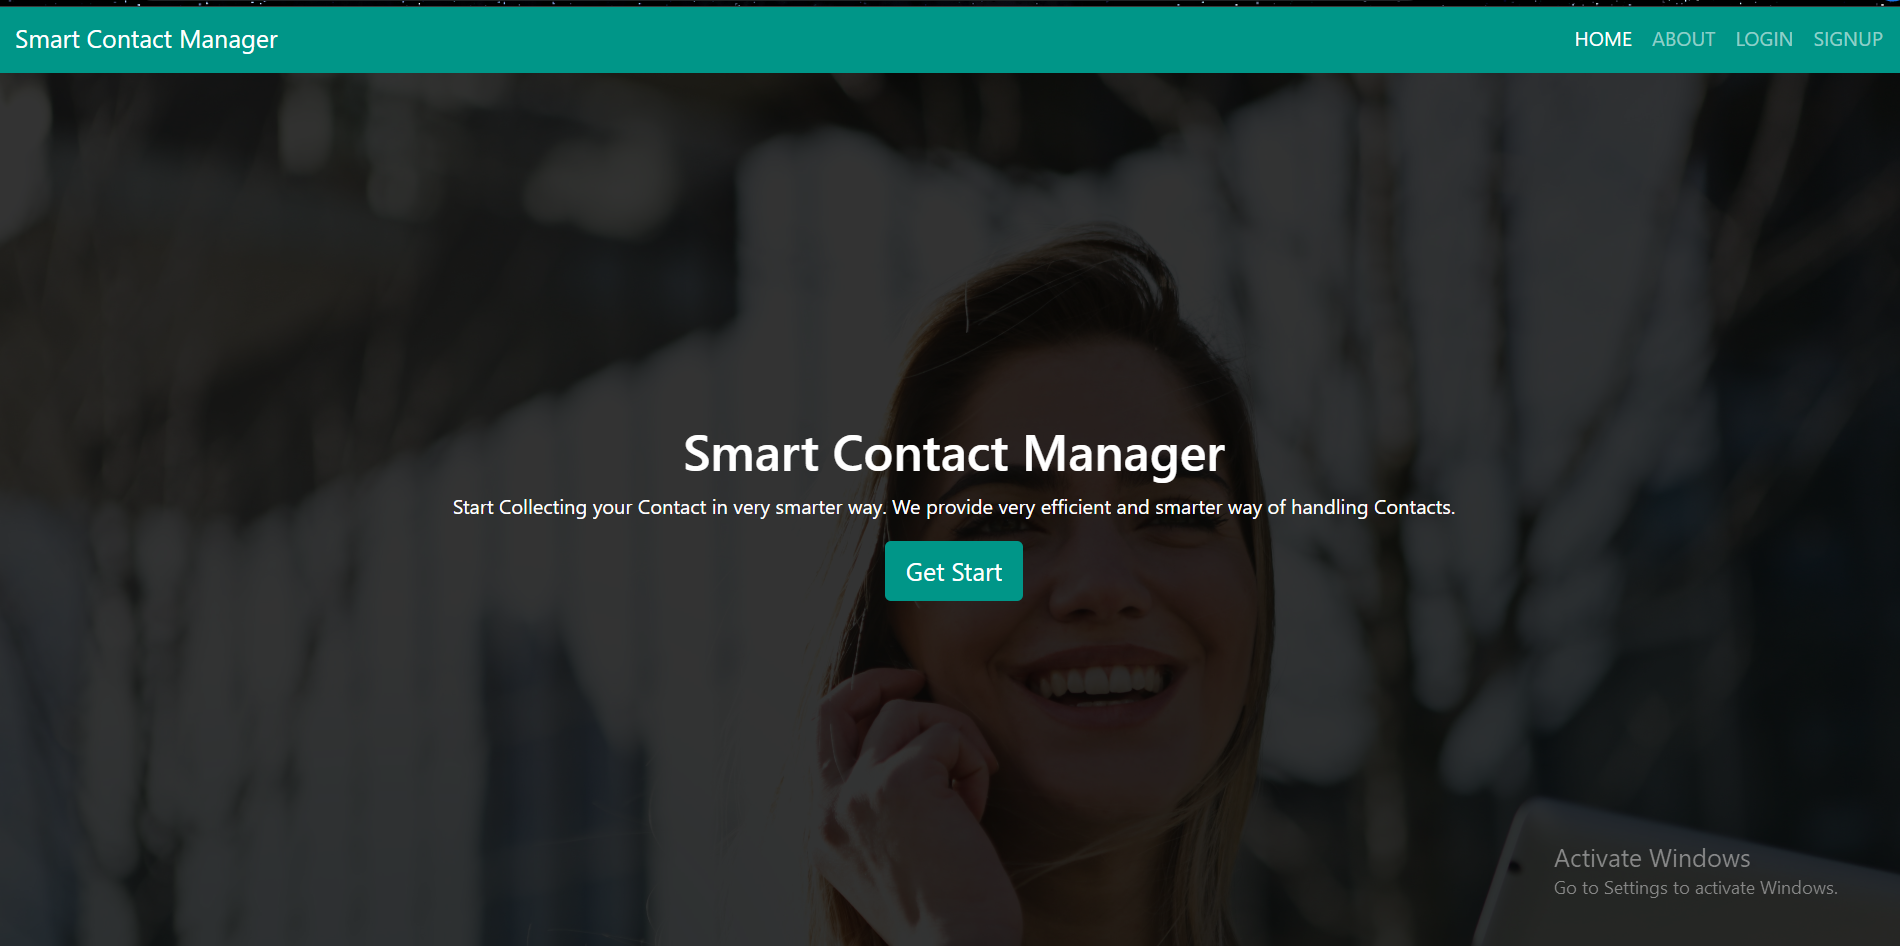 Smart Contact Manager
HOME ABOUT LOGIN SIGNUP
Smart Contact Manager
Start Collecting your Contact in very smarter way. We provide very efficient and smarter way of handling Contacts.
Get Start
Activate Windows
Go to Settings to activate Windows.